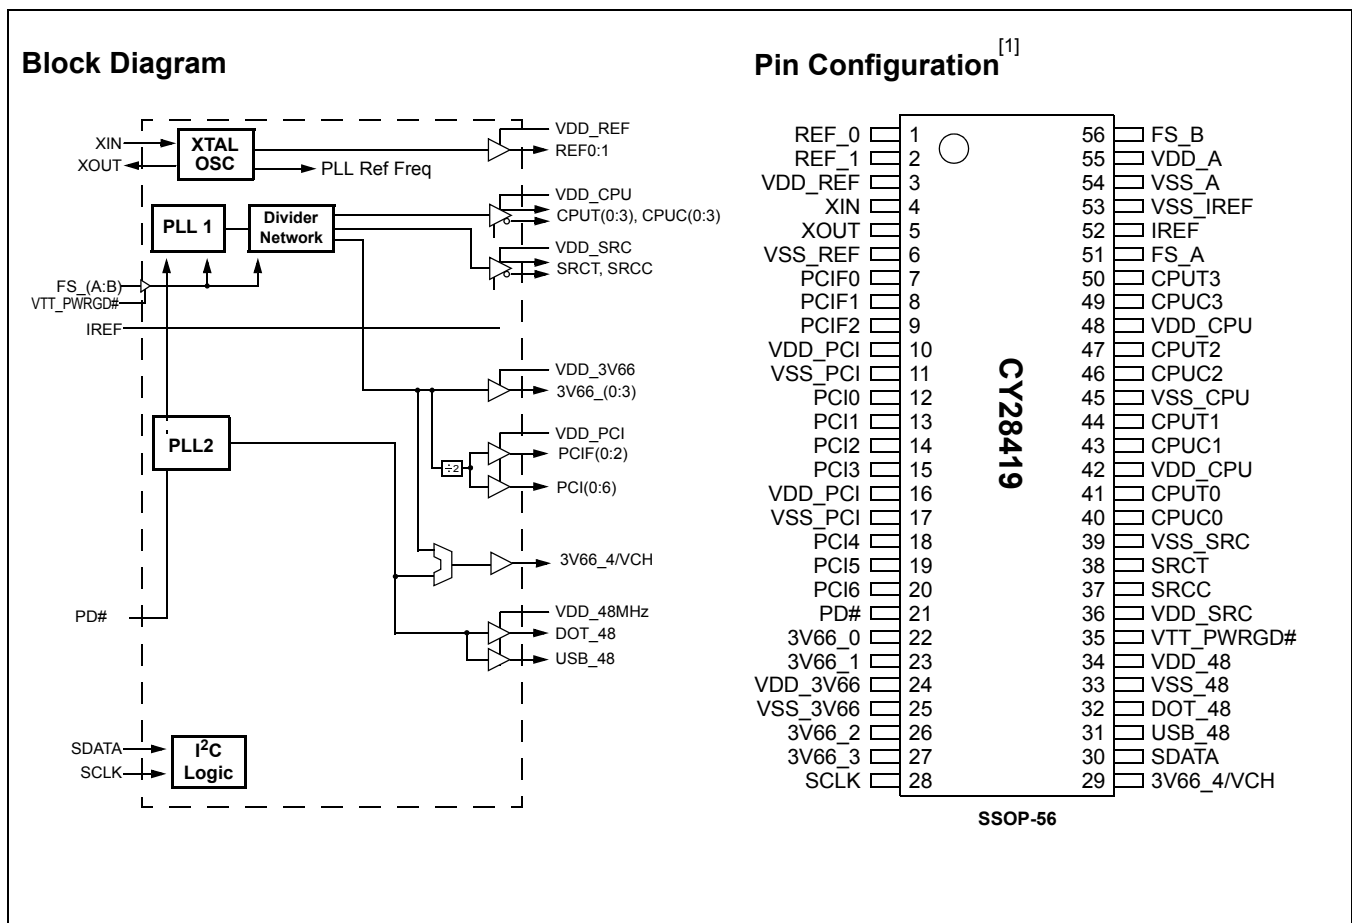 Block Diagram
XIN
XOUT
XTAL
OSC
VDD_REF
REF0:1
PLL Ref Freq
PLL 1
Divider
Network
VDD_CPU
CPUT(0:3), CPUC(0:3)
VDD_SRC
SRCT, SRCC
FS_(A:B)
VTT_PWRGD#
IREF
VDD_3V66
3V66_(0:3)
PLL2
VDD_PCI
PCIF(0:2)
÷2
PCI(0:6)
3V66_4/VCH
PD#
VDD_48MHz
DOT_48
USB_48
SDATA
SCLK
I2C
Logic
Pin Configuration[1]
REF_0 1 56 FS_B
REF_1 2 55 VDD_A
VDD_REF 3 54 VSS_A
XIN 4 53 VSS_IREF
XOUT 5 52 IREF
VSS_REF 6 51 FS_A
PCIF0 7 50 CPUT3
PCIF1 8 49 CPUC3
PCIF2 9 48 VDD_CPU
VDD_PCI 10 47 CPUT2
VSS_PCI 11 46 CPUC2
PCI0 12 45 VSS_CPU
PCI1 13 44 CPUT1
PCI2 14 43 CPUC1
PCI3 15 42 VDD_CPU
VDD_PCI 16 41 CPUT0
VSS_PCI 17 40 CPUC0
PCI4 18 39 VSS_SRC
PCI5 19 38 SRCT
PCI6 20 37 SRCC
PD# 21 36 VDD_SRC
3V66_0 22 35 VTT_PWRGD#
3V66_1 23 34 VDD_48
VDD_3V66 24 33 VSS_48
VSS_3V66 25 32 DOT_48
3V66_2 26 31 USB_48
3V66_3 27 30 SDATA
SCLK 28 29 3V66_4/VCH
CY28419
SSOP-56